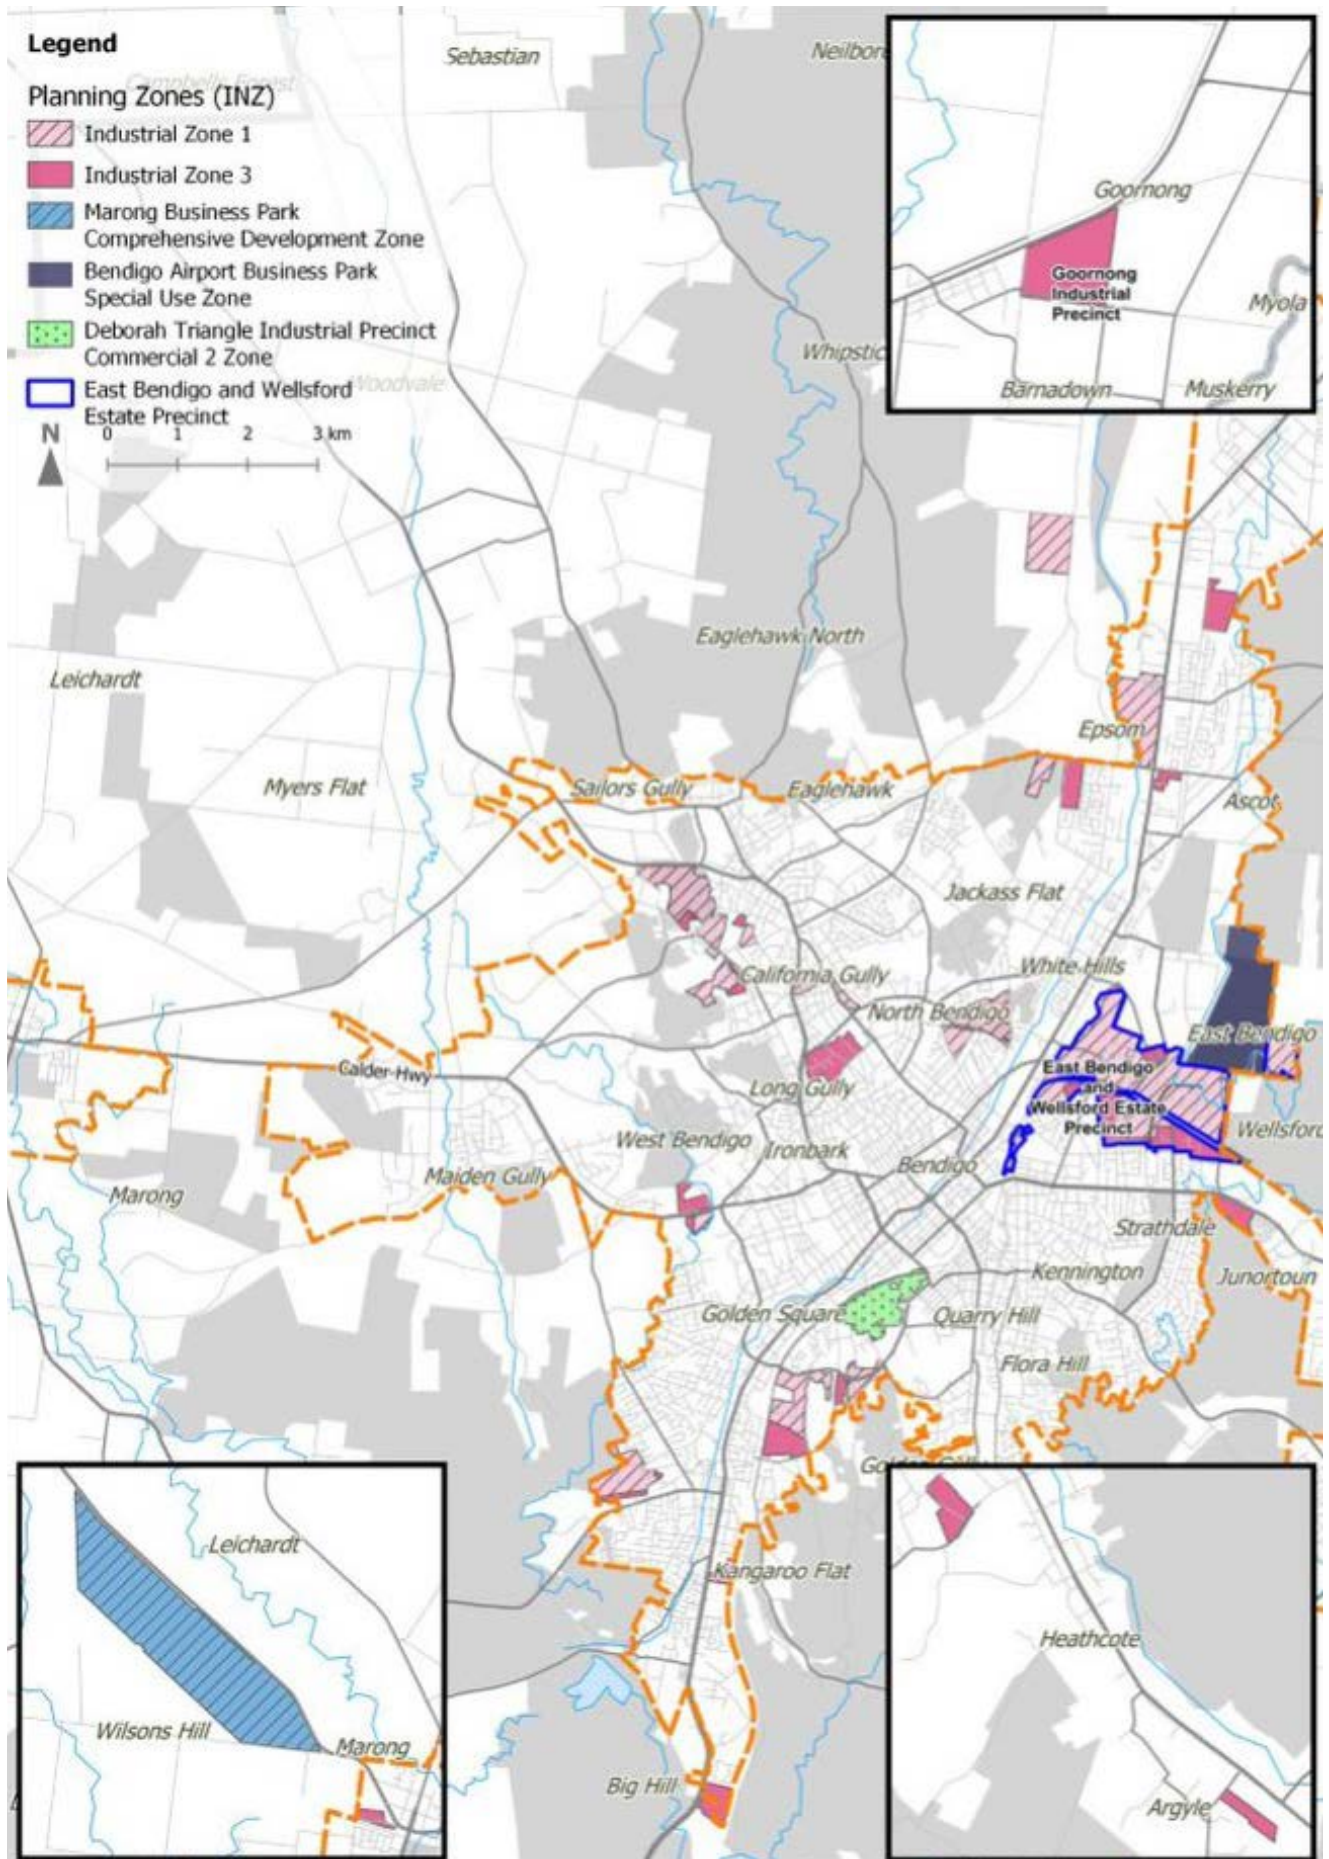 Legend
Campbells Forest
Planning Zones (INZ)
Industrial Zone 1
Industrial Zone 3
Marong Business Park
Comprehensive Development Zone
Bendigo Airport Business Park
Special Use Zone
Deborah Triangle Industrial Precinct
Commercial 2 Zone
Woodvale
East Bendigo and Wellsford
Estate Precinct
N
0 1 2 3 km
Sebastian
Whipstic
Goornong
Goornong
Industrial
Precinct
Myola
Barnadown
Muskerry
Eaglehawk North
Leichardt
Epsom
Myers Flat
Sailors Gully
Eaglehawk
Ascot
Jackass Flat
White Hills
California Gully
North Bendigo
East Bendigo
Calder Hwy
East Bendigo
and
Wellsford Estate
Precinct
Long Gully
West Bendigo
Ironbark
Wellsford
Bendigo
Maiden Gully
Marong
Strathdale
Kennington
Junortoun
Golden Square
Quarry Hill
Flora Hill
Leichardt
Wilsons Hill
Marong
Kangaroo Flat
Big Hill
Heathcote
Argyle